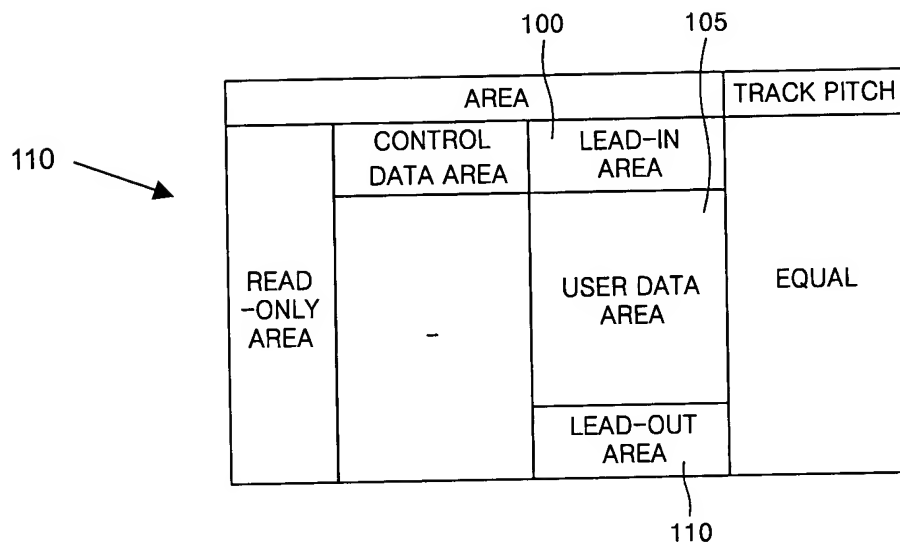 100
105
AREA
TRACK PITCH
110
CONTROL
DATA AREA
LEAD-IN
AREA
READ
-ONLY
AREA
-
USER DATA
AREA
EQUAL
LEAD-OUT
AREA
110